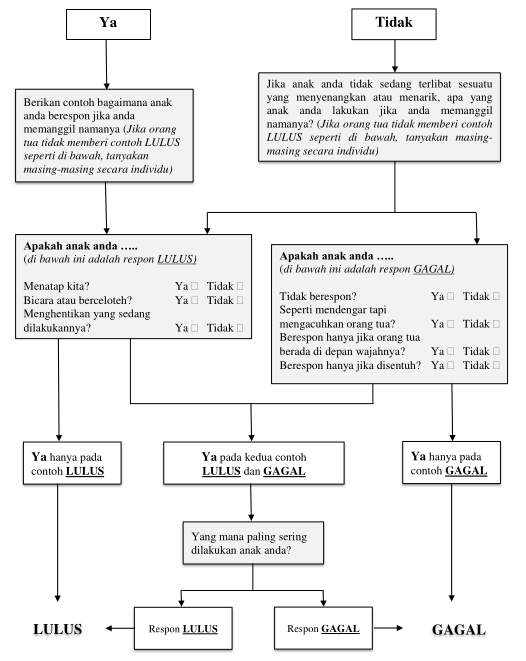 Ya
Tidak
Berikan contoh bagaimana anak
anda berespon jika anda
memanggil namanya (Jika orang
tua tidak memberi contoh LULUS
seperti di bawah, tanyakan
masing-masing secara individu)
Jika anak anda tidak sedang terlibat sesuatu
yang menyenangkan atau menarik, apa yang
anak anda lakukan jika anda memanggil
namanya? (Jika orang tua tidak memberi contoh
LULUS seperti di bawah, tanyakan masing-
masing secara individu)
Apakah anak anda …..
(di bawah ini adalah respon LULUS)
Menatap kita? Ya □ Tidak □
Bicara atau berceloteh? Ya □ Tidak □
Menghentikan yang sedang
dilakukannya? Ya □ Tidak □
Apakah anak anda …..
(di bawah ini adalah respon GAGAL)
Tidak berespon? Ya □ Tidak □
Seperti mendengar tapi
mengacuhkan orang tua? Ya □ Tidak □
Berespon hanya jika orang tua
berada di depan wajahnya? Ya □ Tidak □
Berespon hanya jika disentuh? Ya □ Tidak □
Ya hanya pada
contoh LULUS
Ya pada kedua contoh
LULUS dan GAGAL
Ya hanya pada
contoh GAGAL
Yang mana paling sering
dilakukan anak anda?
LULUS
Respon LULUS
Respon GAGAL
GAGAL